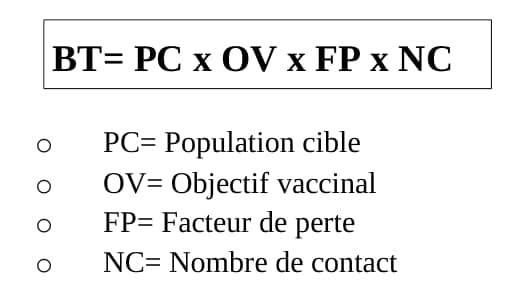 BT= PC x OV x FP x NC
PC= Population cible
OV= Objectif vaccinal
FP= Facteur de perte
NC= Nombre de contact